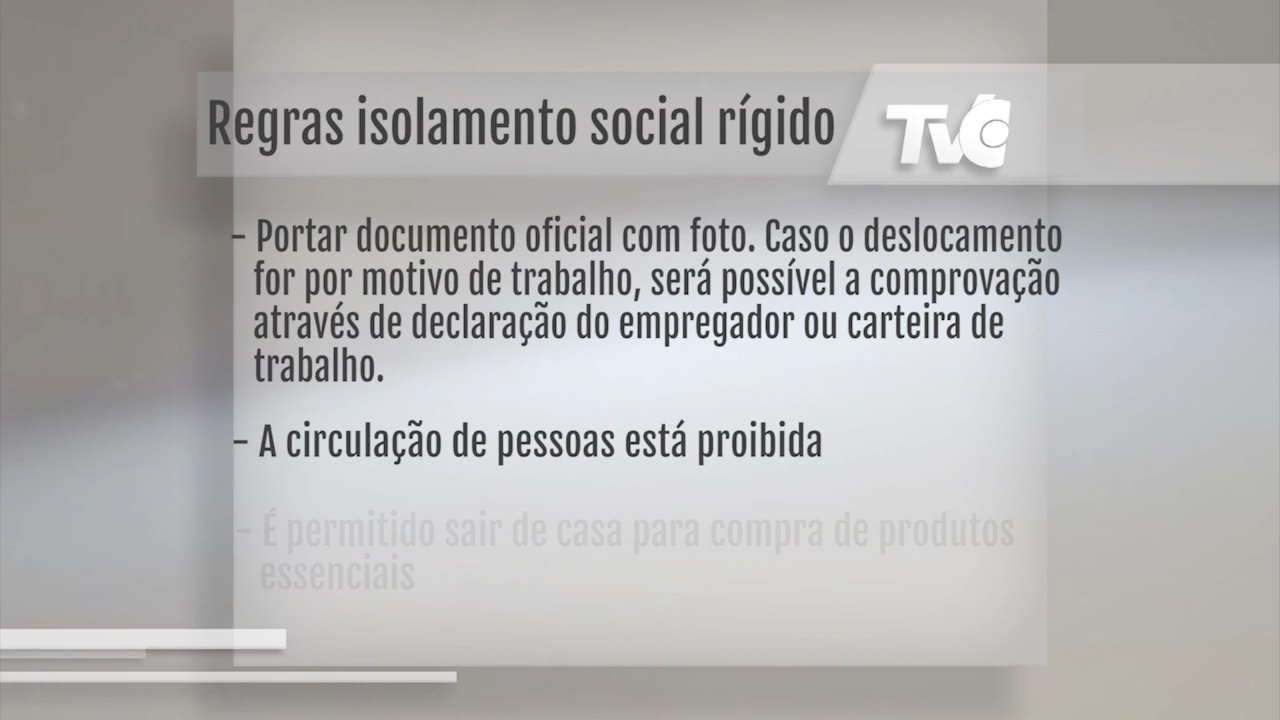 Regras isolamento social rígido
TVC
- Portar documento oficial com foto. Caso o deslocamento
for por motivo de trabalho, será possível a comprovação
através de declaração do empregador ou carteira de
trabalho.
- A circulação de pessoas está proibida
- É permitido sair de casa para compra de produtos
essenciais